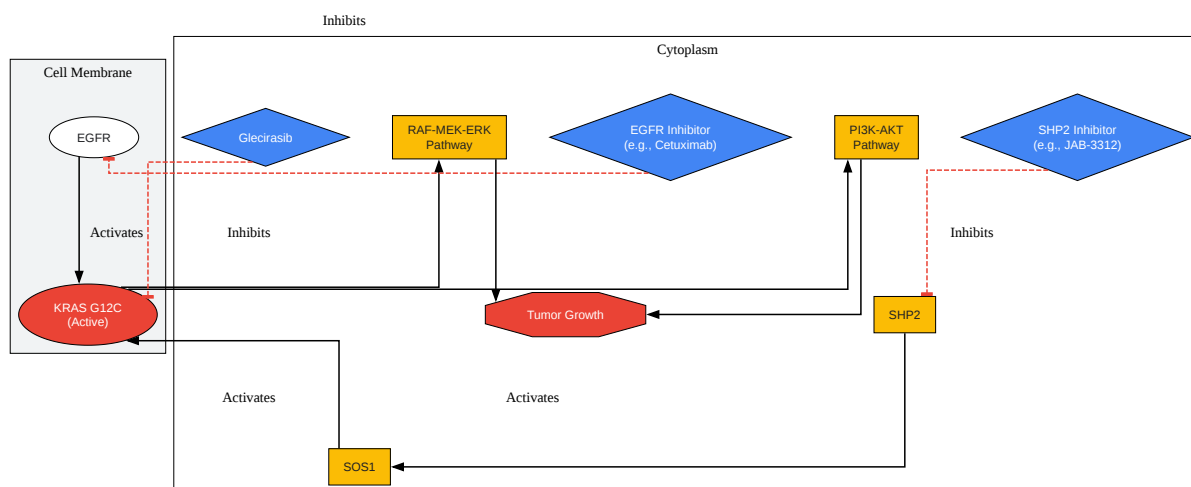 Inhibits
Cytoplasm
Cell Membrane
EGFR
Glecirasib
RAF-MEK-ERK
Pathway
EGFR Inhibitor
(e.g., Cetuximab)
PI3K-AKT
Pathway
SHP2 Inhibitor
(e.g., JAB-3312)
Activates
Inhibits
Inhibits
KRAS G12C
(Active)
Tumor Growth
SHP2
Activates
Activates
SOS1